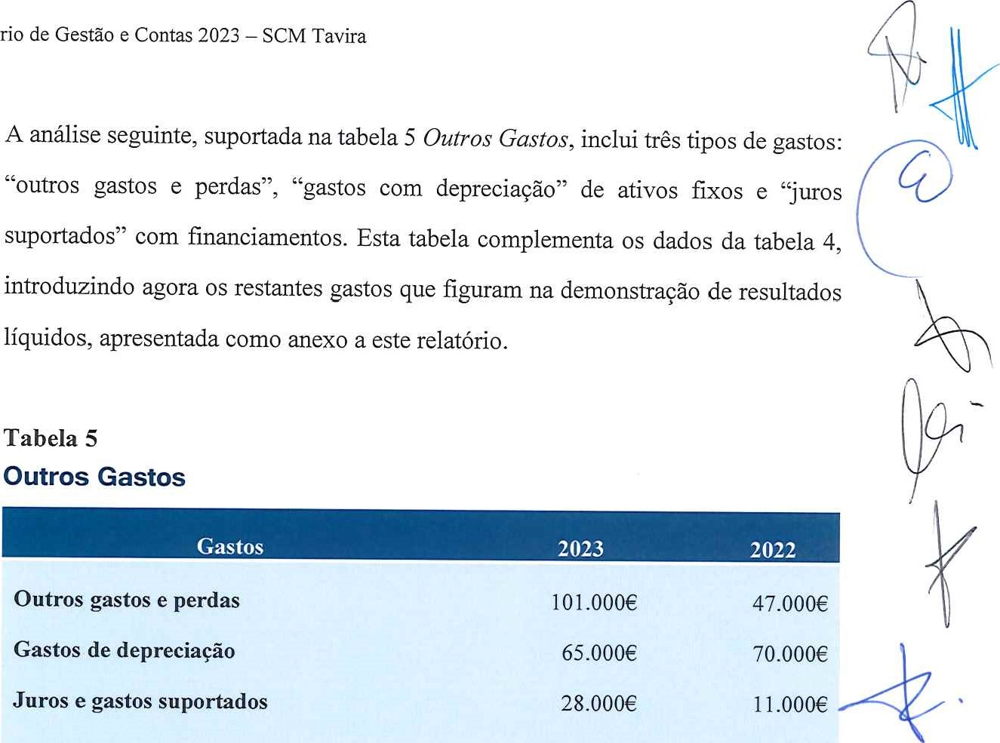 rio de Gestão e Contas 2023 – SCM Tavira
A análise seguinte, suportada na tabela 5 Outros Gastos, inclui três tipos de gastos:
“outros gastos e perdas”, “gastos com depreciação” de ativos fixos e “juros
suportados” com financiamentos. Esta tabela complementa os dados da tabela 4,
introduzindo agora os restantes gastos que figuram na demonstração de resultados
líquidos, apresentada como anexo a este relatório.
Tabela 5
Outros Gastos
Gastos 2023 2022
Outros gastos e perdas 101.000€ 47.000€
Gastos de depreciação 65.000€ 70.000€
Juros e gastos suportados 28.000€ 11.000€